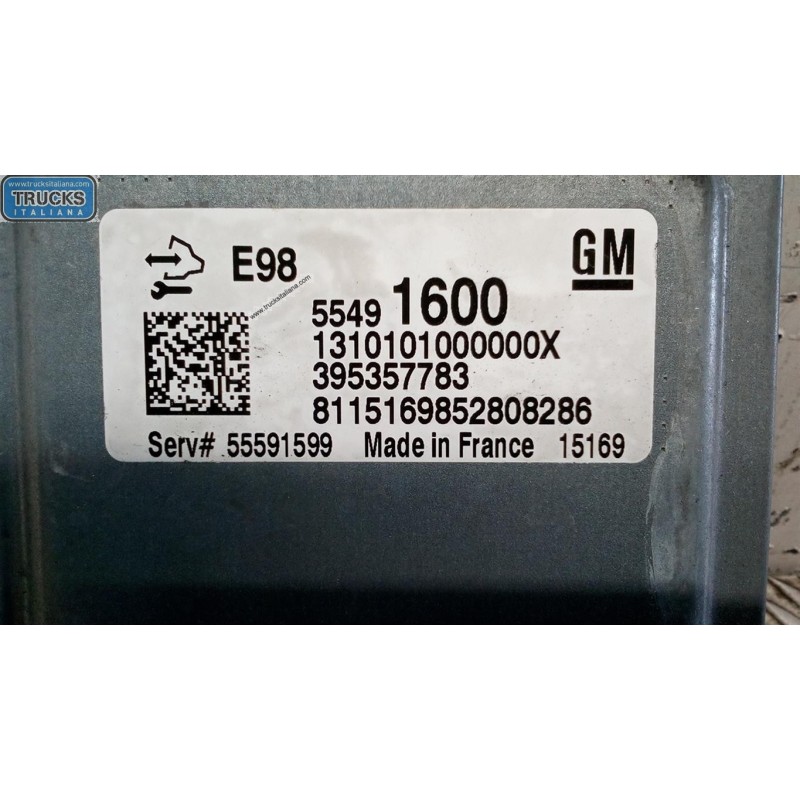 www.trucksitaliana.com
TRUCKS
ITALIANA
E98
GM
www.trucksitaliana.com
5549 1600
1310101000000X
395357783
8115169852808286
Serv# 55591599 Made in France 15169